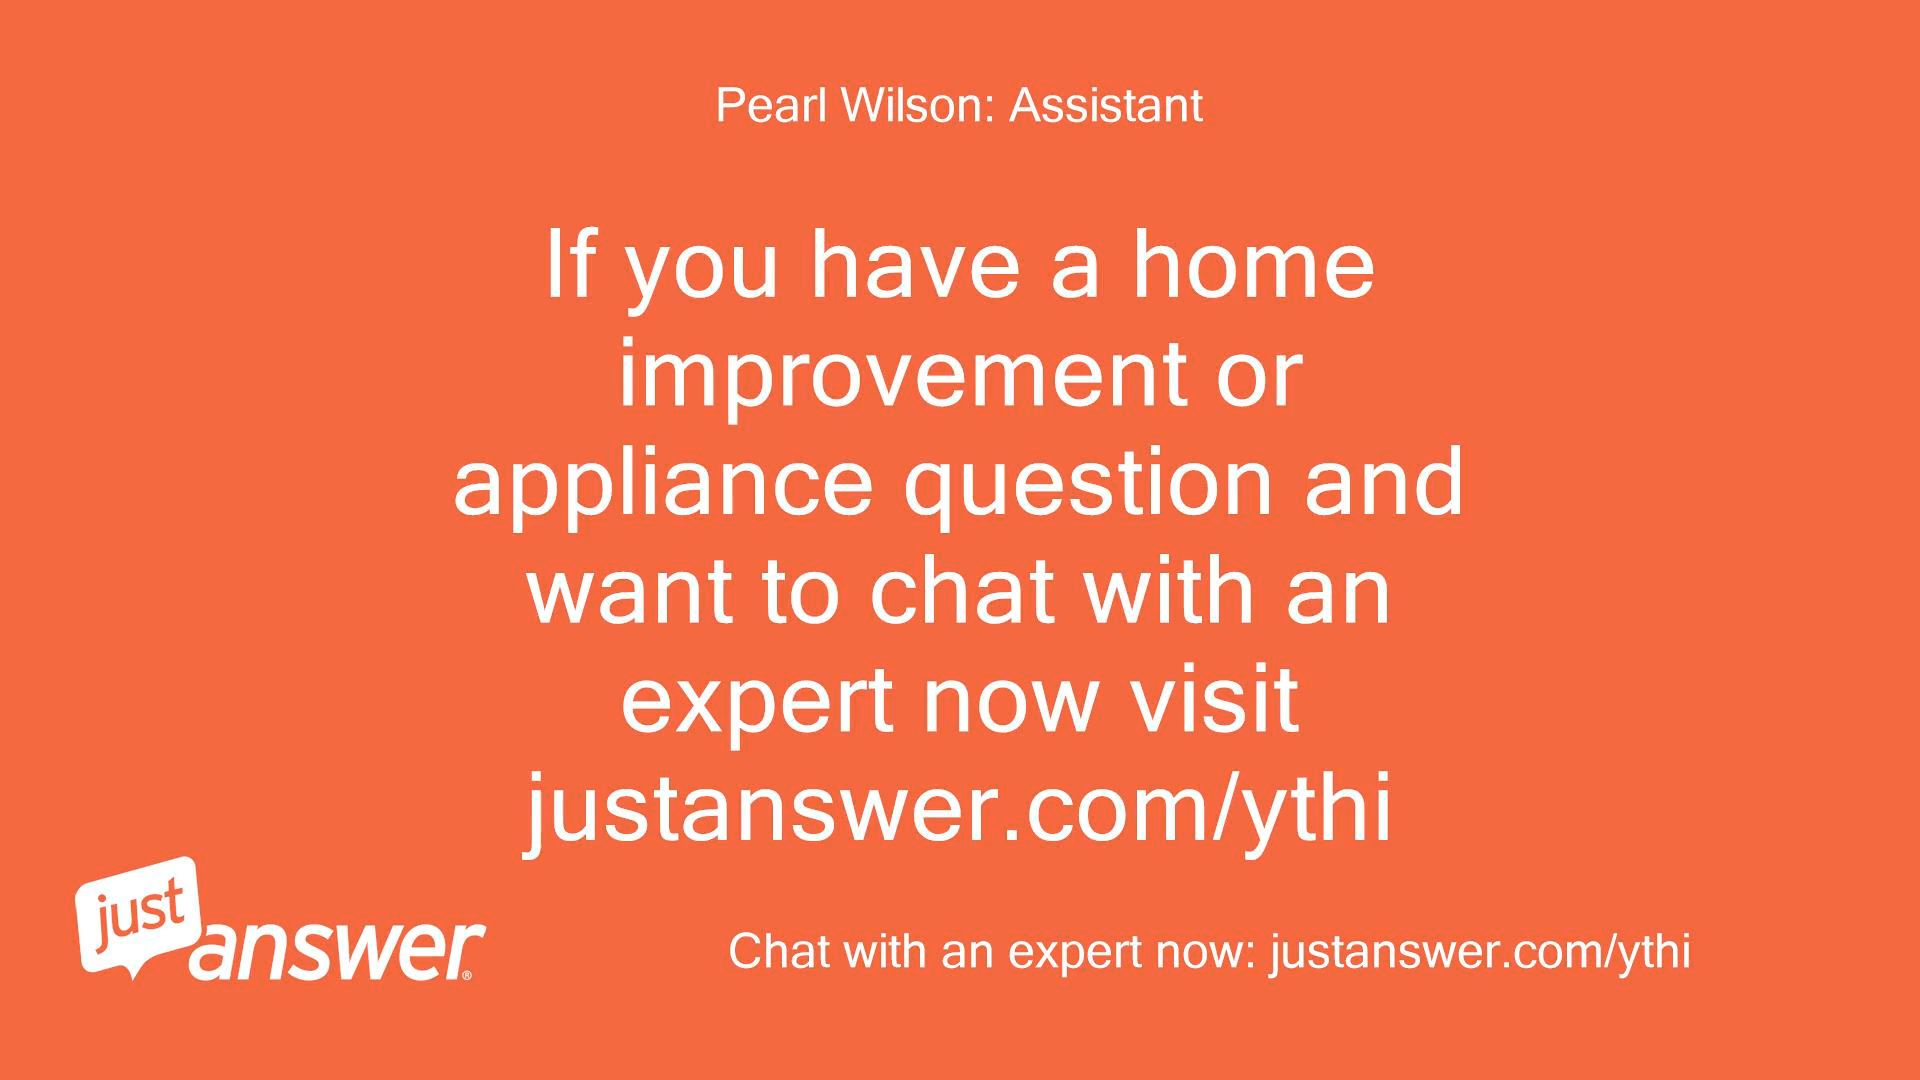 Pearl Wilson: Assistant
If you have a home
improvement or
appliance question and
want to chat with an
expert now visit
justanswer.com/ythi
just
answer®
Chat with an expert now: justanswer.com/ythi